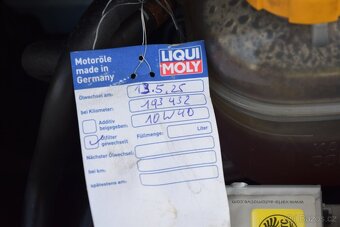 Motoröle
made in
Germany
LIQUI
MOLY
Ölwechsel am: 13.5.25
bei Kilometer: 193 432
Additiv
beigegeben: 10W40
Ölfilter
gewechselt
Füllmenge: Liter
Nächster Ölwechsel:
bei km:
spätestens am: